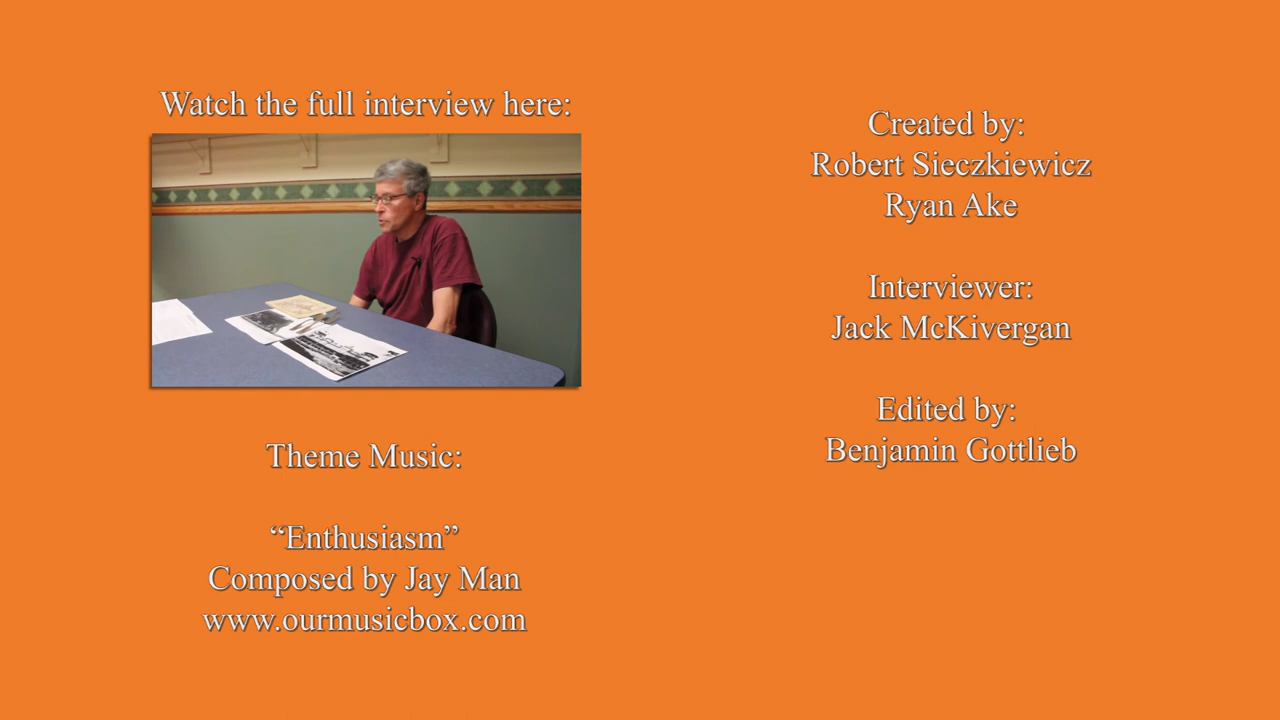 Watch the full interview here:
Theme Music:
“Enthusiasm”
Composed by Jay Man
www.ourmusicbox.com
Created by:
Robert Sieczkiewicz
Ryan Ake
Interviewer:
Jack McKivergan
Edited by:
Benjamin Gottlieb